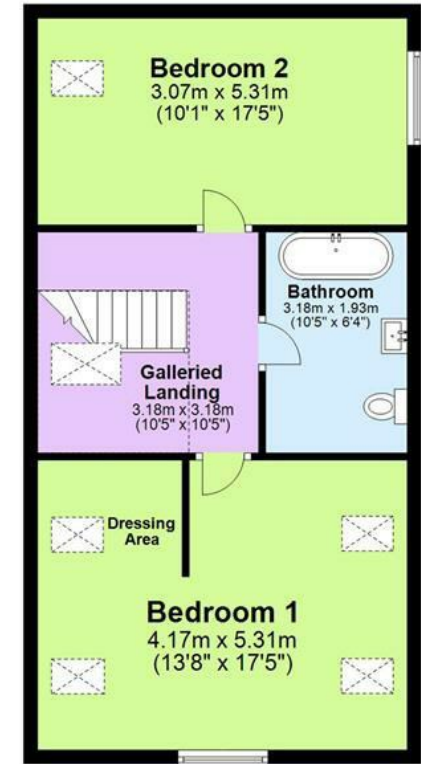 Bedroom 2
3.07m x 5.31m
(10'1" x 17'5")
Bathroom
3.18m x 1.93m
(10'5" x 6'4")
Galleried
Landing
3.18m x 3.18m
(10'5" x 10'5")
Dressing
Area
Bedroom 1
4.17m x 5.31m
(13'8" x 17'5")